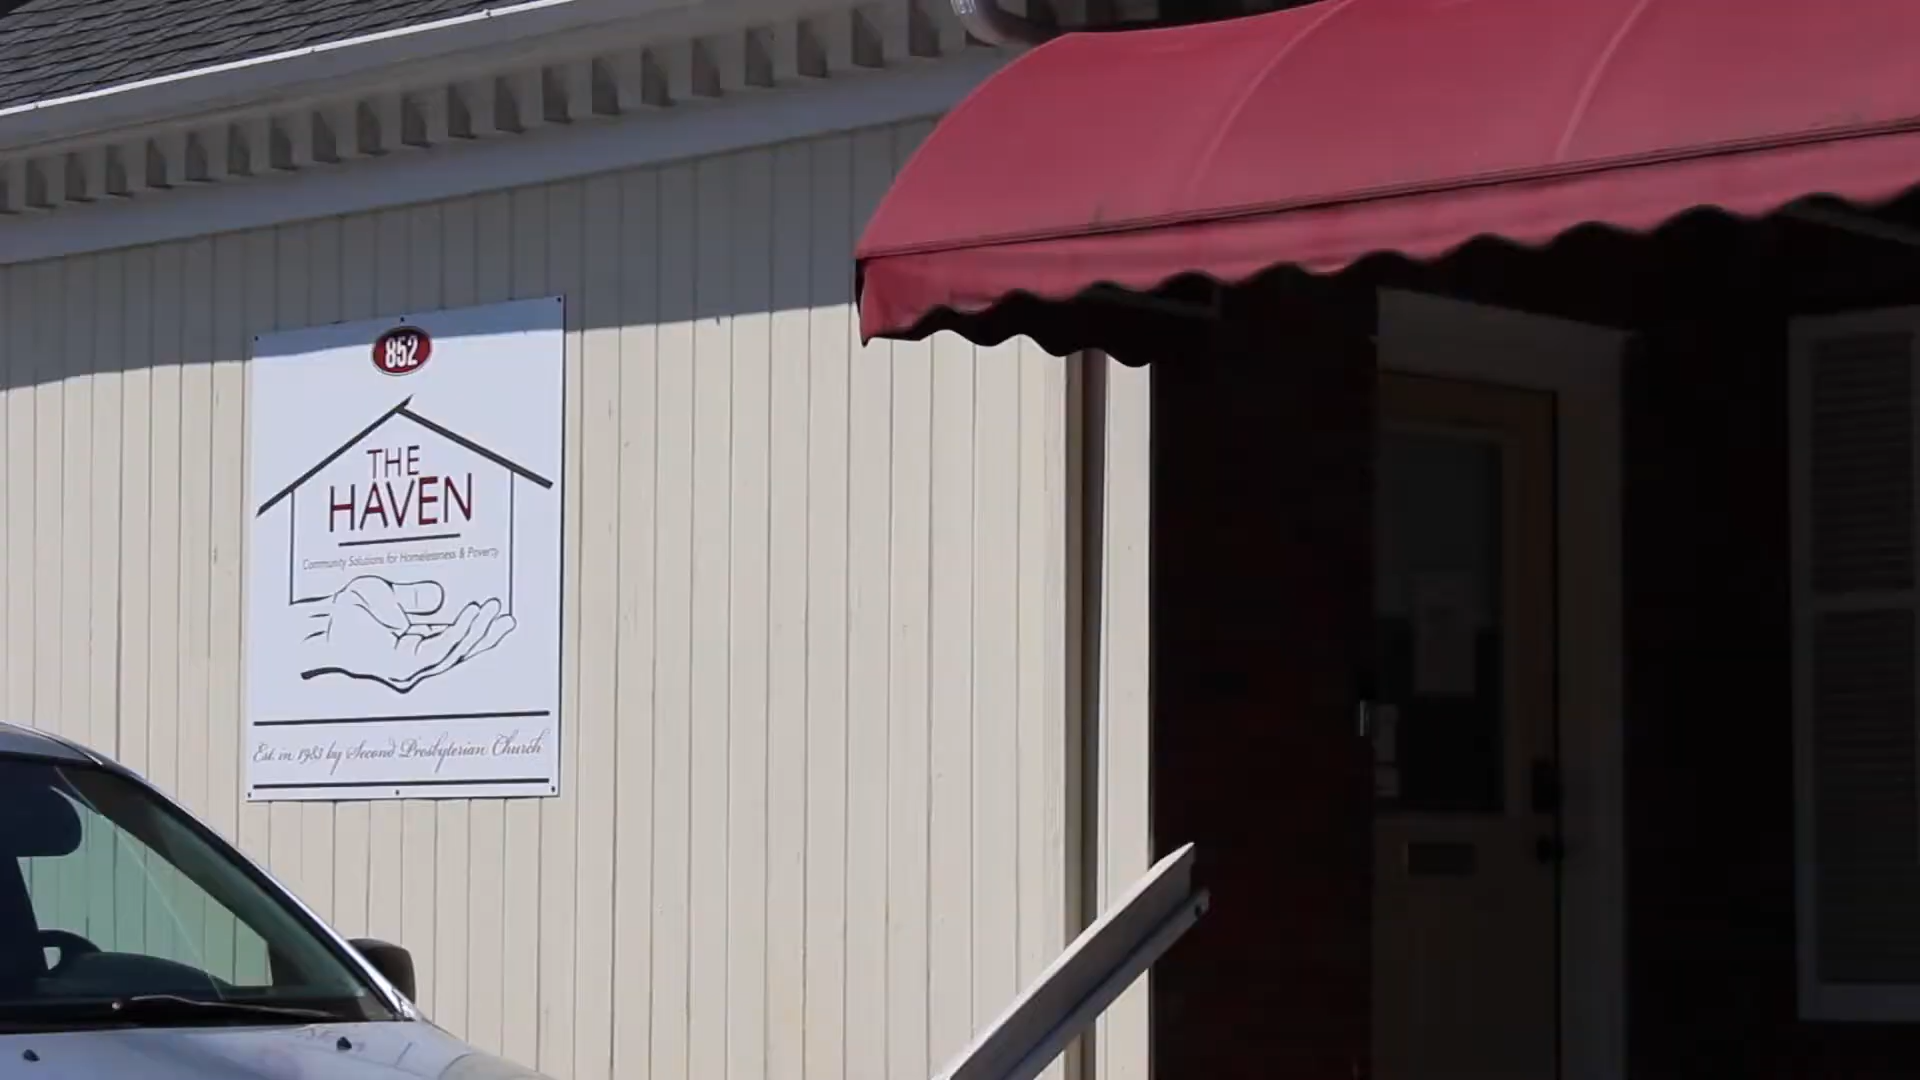 852
THE
HAVEN
Community Solutions for Homelessness & Poverty
Est. in 1983 by Second Presbyterian Church